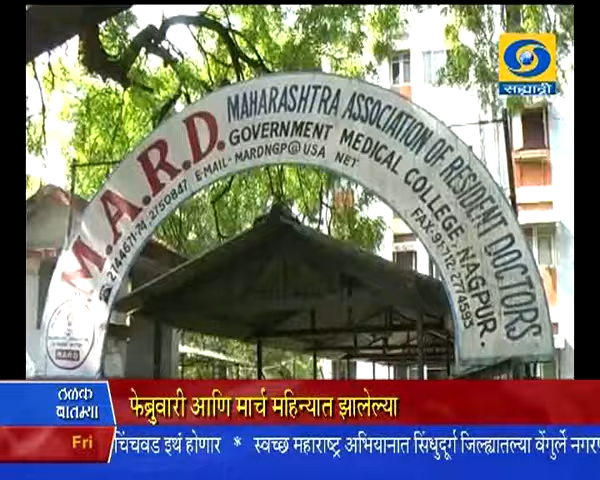 सह्याद्री
M.A.R.D.
MAHARASHTRA ASSOCIATION OF RESIDENT DOCTORS
GOVERNMENT MEDICAL COLLEGE, NAGPUR.
E-MAIL- MARDNGP@USA NET
FAX:
MARD
ठळक
बातम्या
फेब्रुवारी आणि मार्च महिन्यात झालेल्या
Fri
चिंचवड इथं होणार * स्वच्छ महाराष्ट्र अभियानात सिंधुदूर्ग जिल्ह्यातल्या वेंगुर्ले नगरप